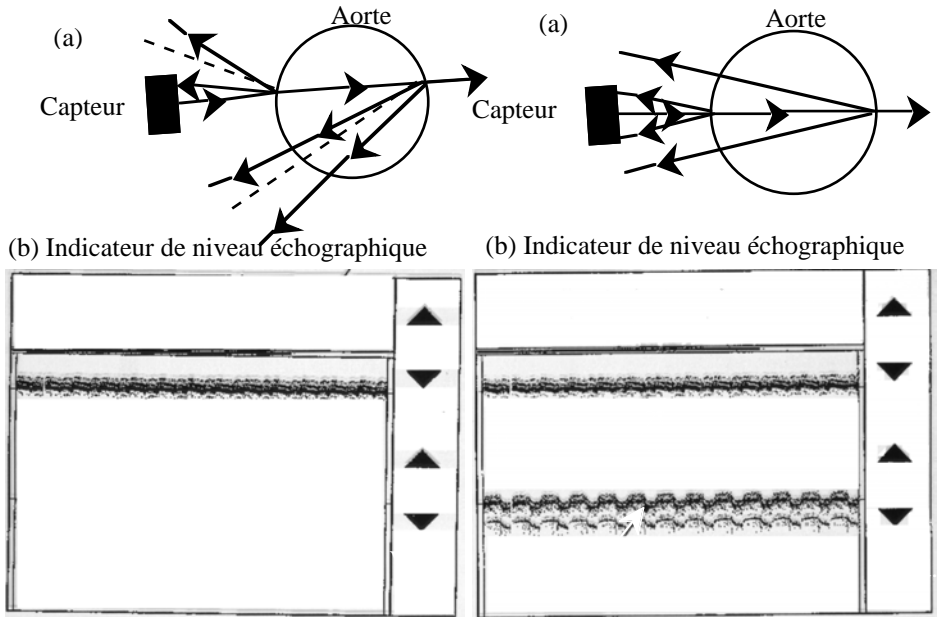 (a)
Aorte
Capteur
(b) Indicateur de niveau échographique
(a)
Aorte
Capteur
(b) Indicateur de niveau échographique